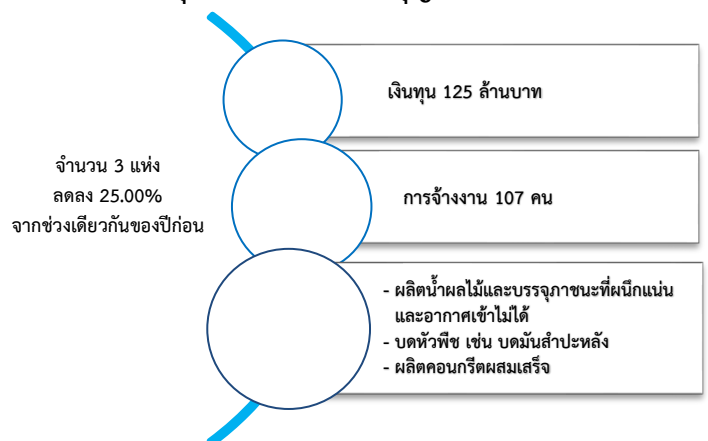 จำนวน 3 แห่ง
ลดลง 25.00%
จากช่วงเดียวกันของปีก่อน
เงินทุน 125 ล้านบาท
การจ้างงาน 107 คน
- ผลิตน้ำผลไม้และบรรจุภาชนะที่ผนึกแน่น
และอากาศเข้าไม่ได้
- บดหัวพืช เช่น บดมันสำปะหลัง
- ผลิตคอนกรีตผสมเสร็จ